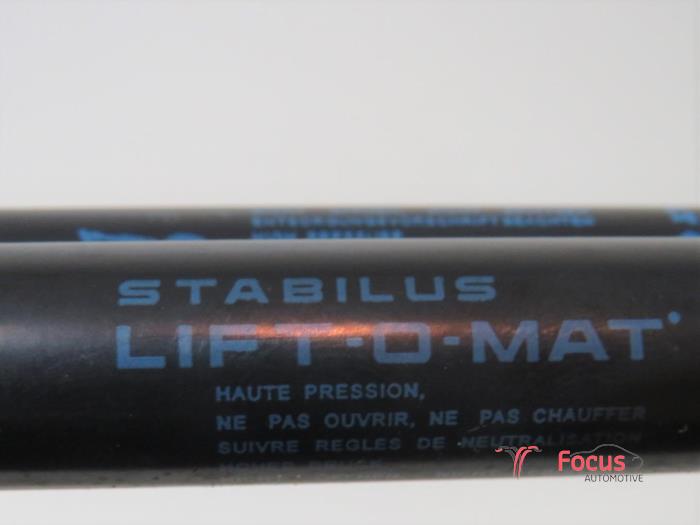 STABILUS
LIFT-O-MAT
HAUTE PRESSION,
NE PAS OUVRIR, NE PAS CHAUFFER
SUIVRE REGLES DE NEUTRALISATION
Focus
AUTOMOTIVE